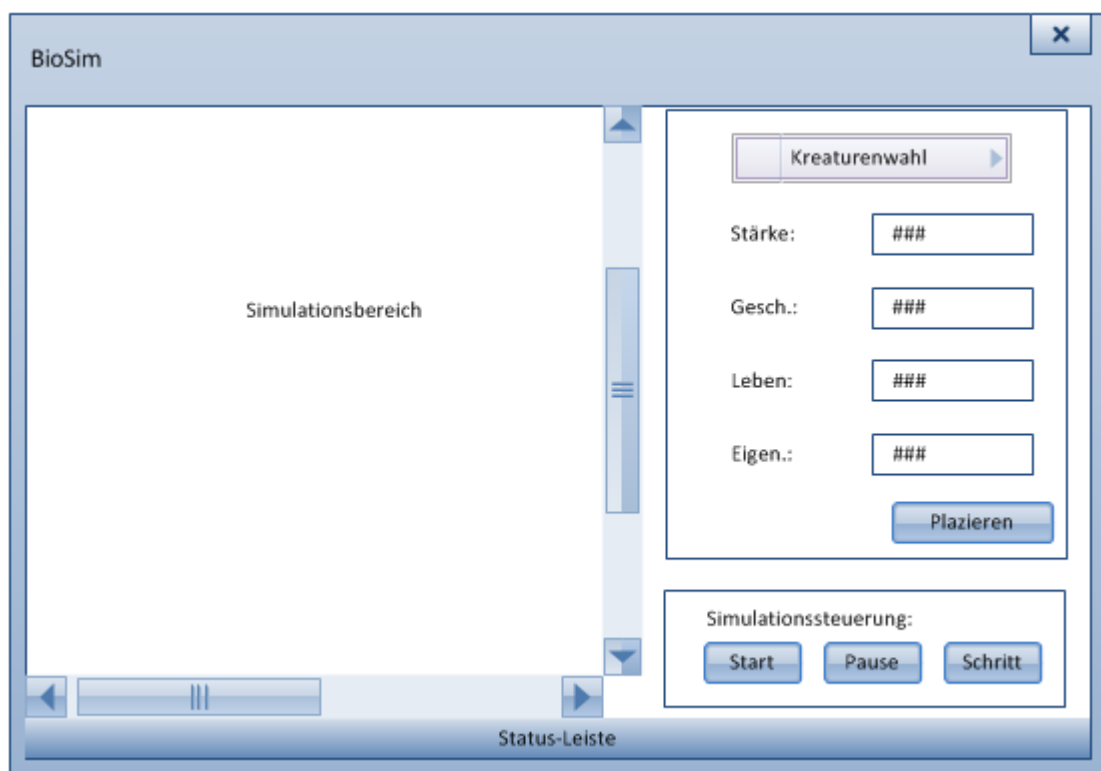 BioSim
Simulationsbereich
Kreaturenwahl
Stärke: ###
Gesch.: ###
Leben: ###
Eigen.: ###
Plazieren
Simulationssteuerung:
Start Pause Schritt
Status-Leiste